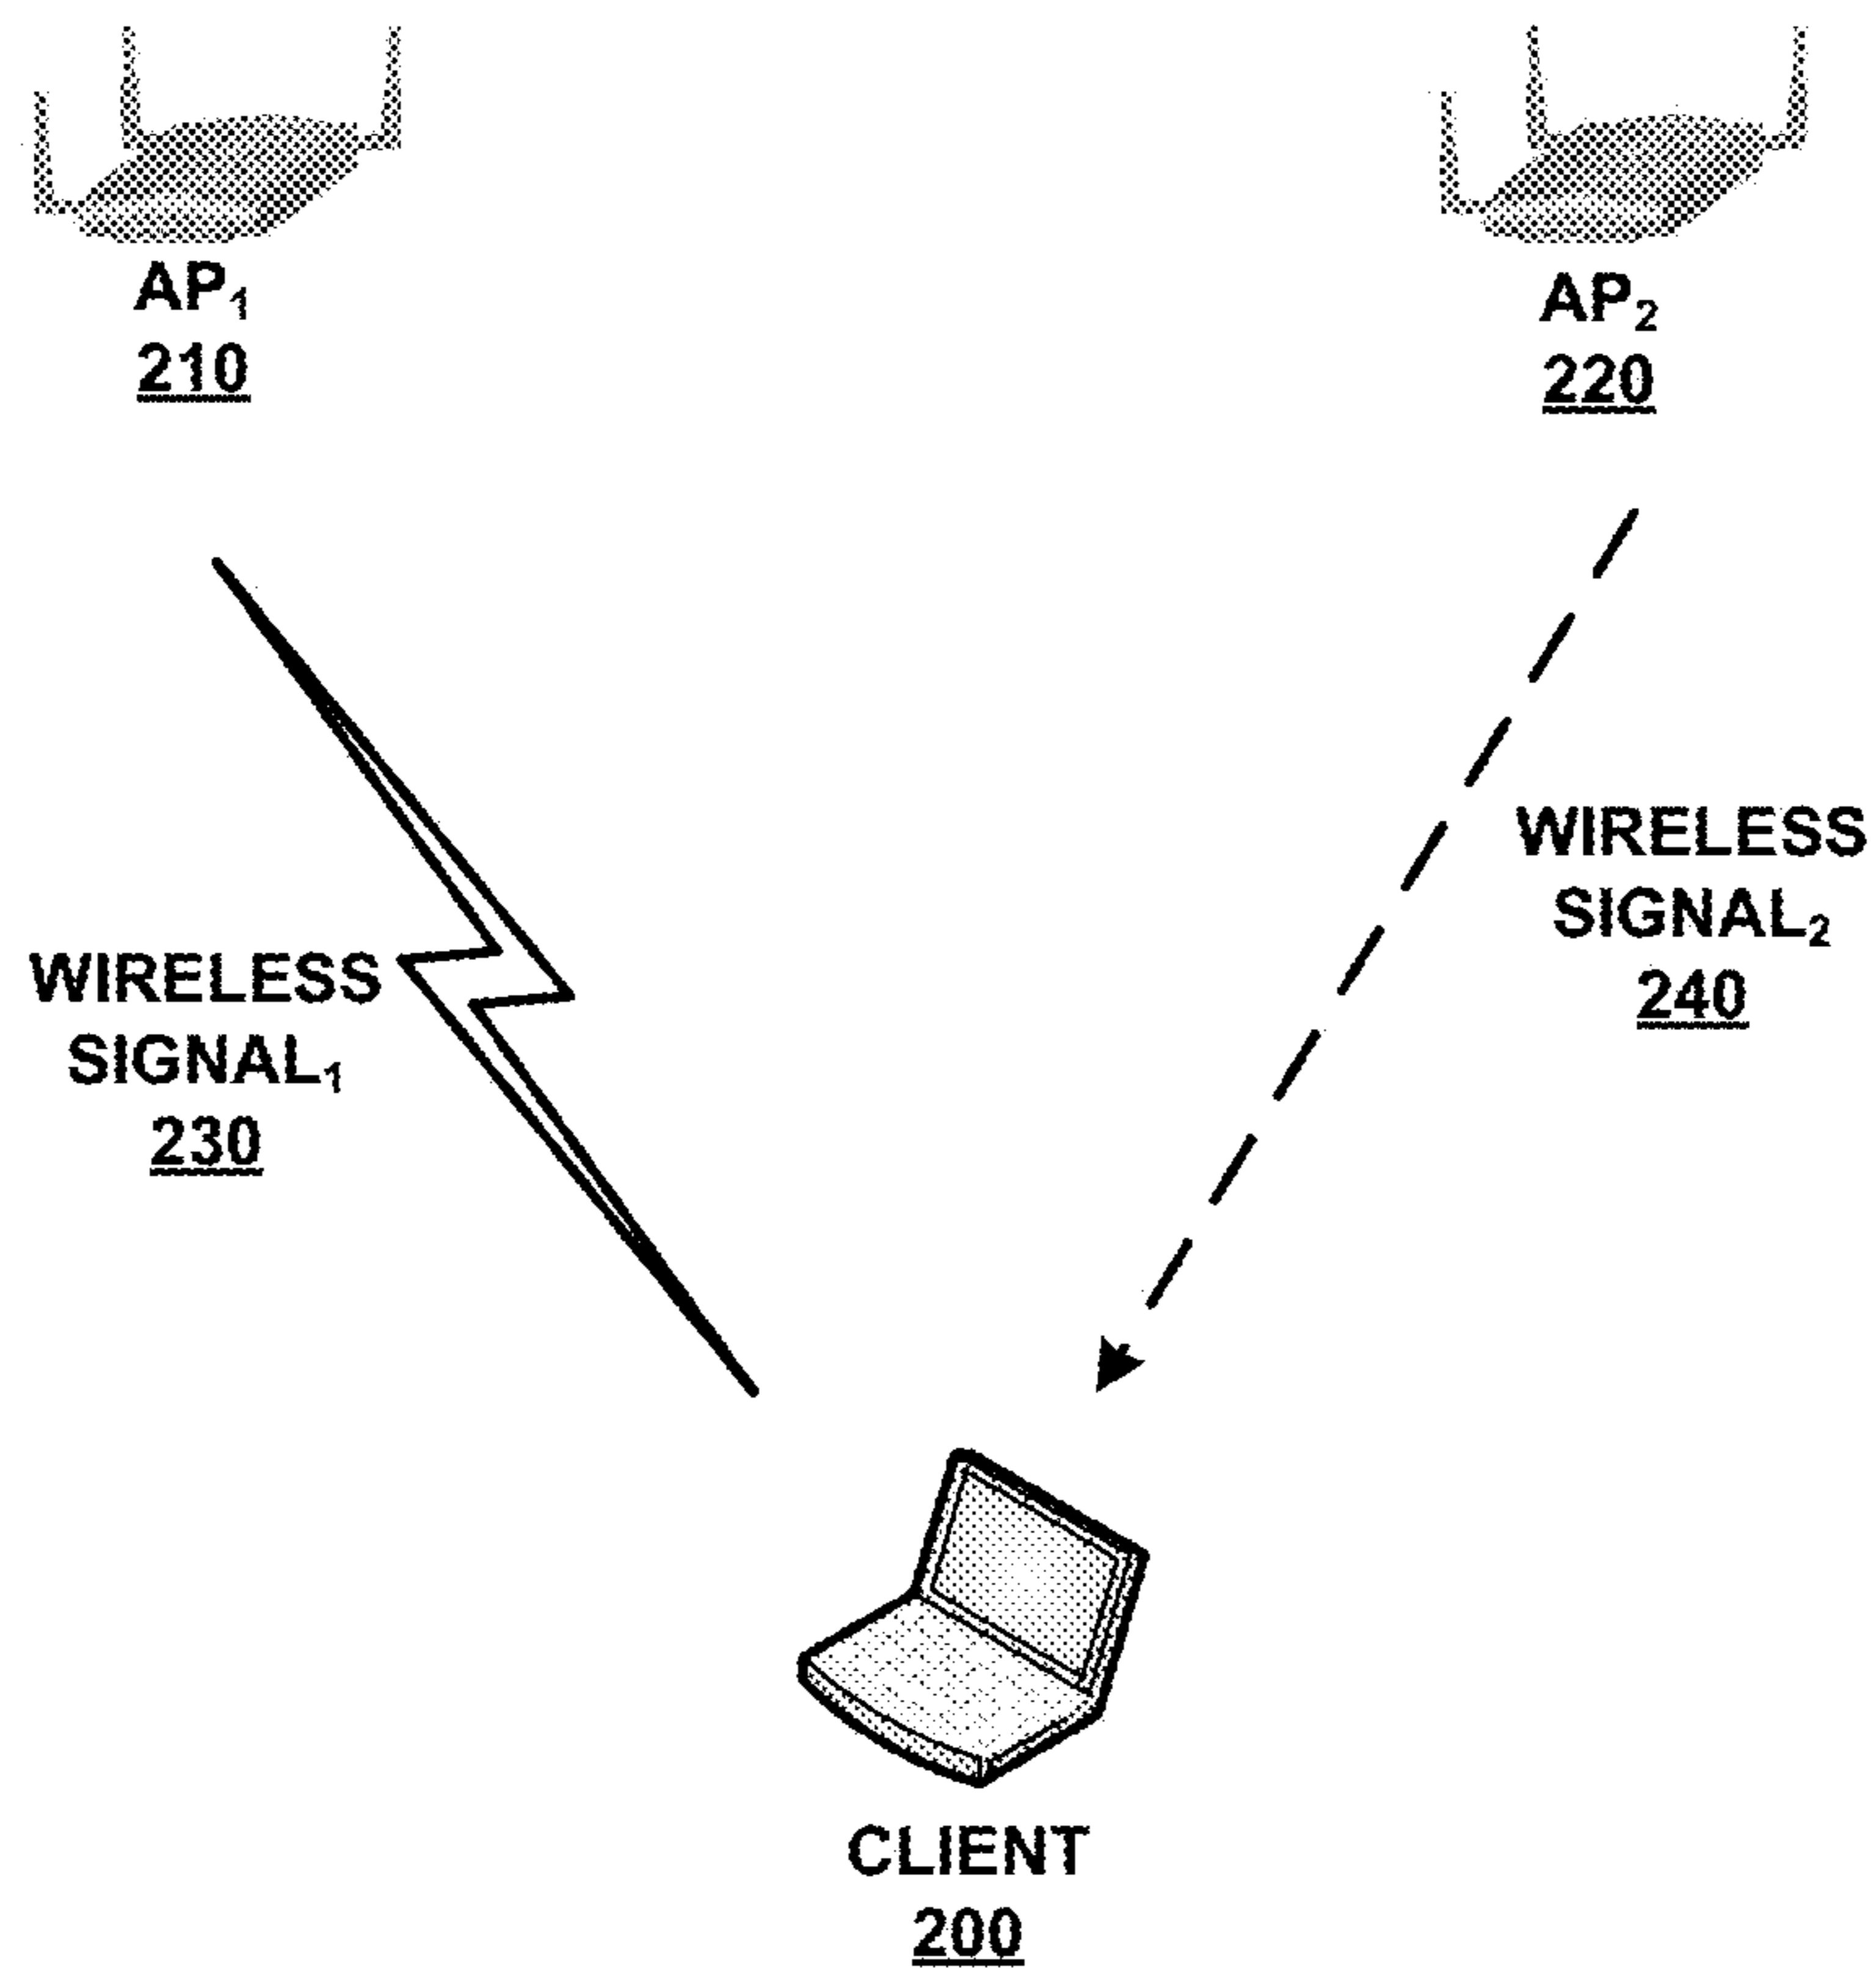 AP₁
210
AP₂
220
WIRELESS
SIGNAL₂
240
WIRELESS
SIGNAL₁
230
CLIENT
200